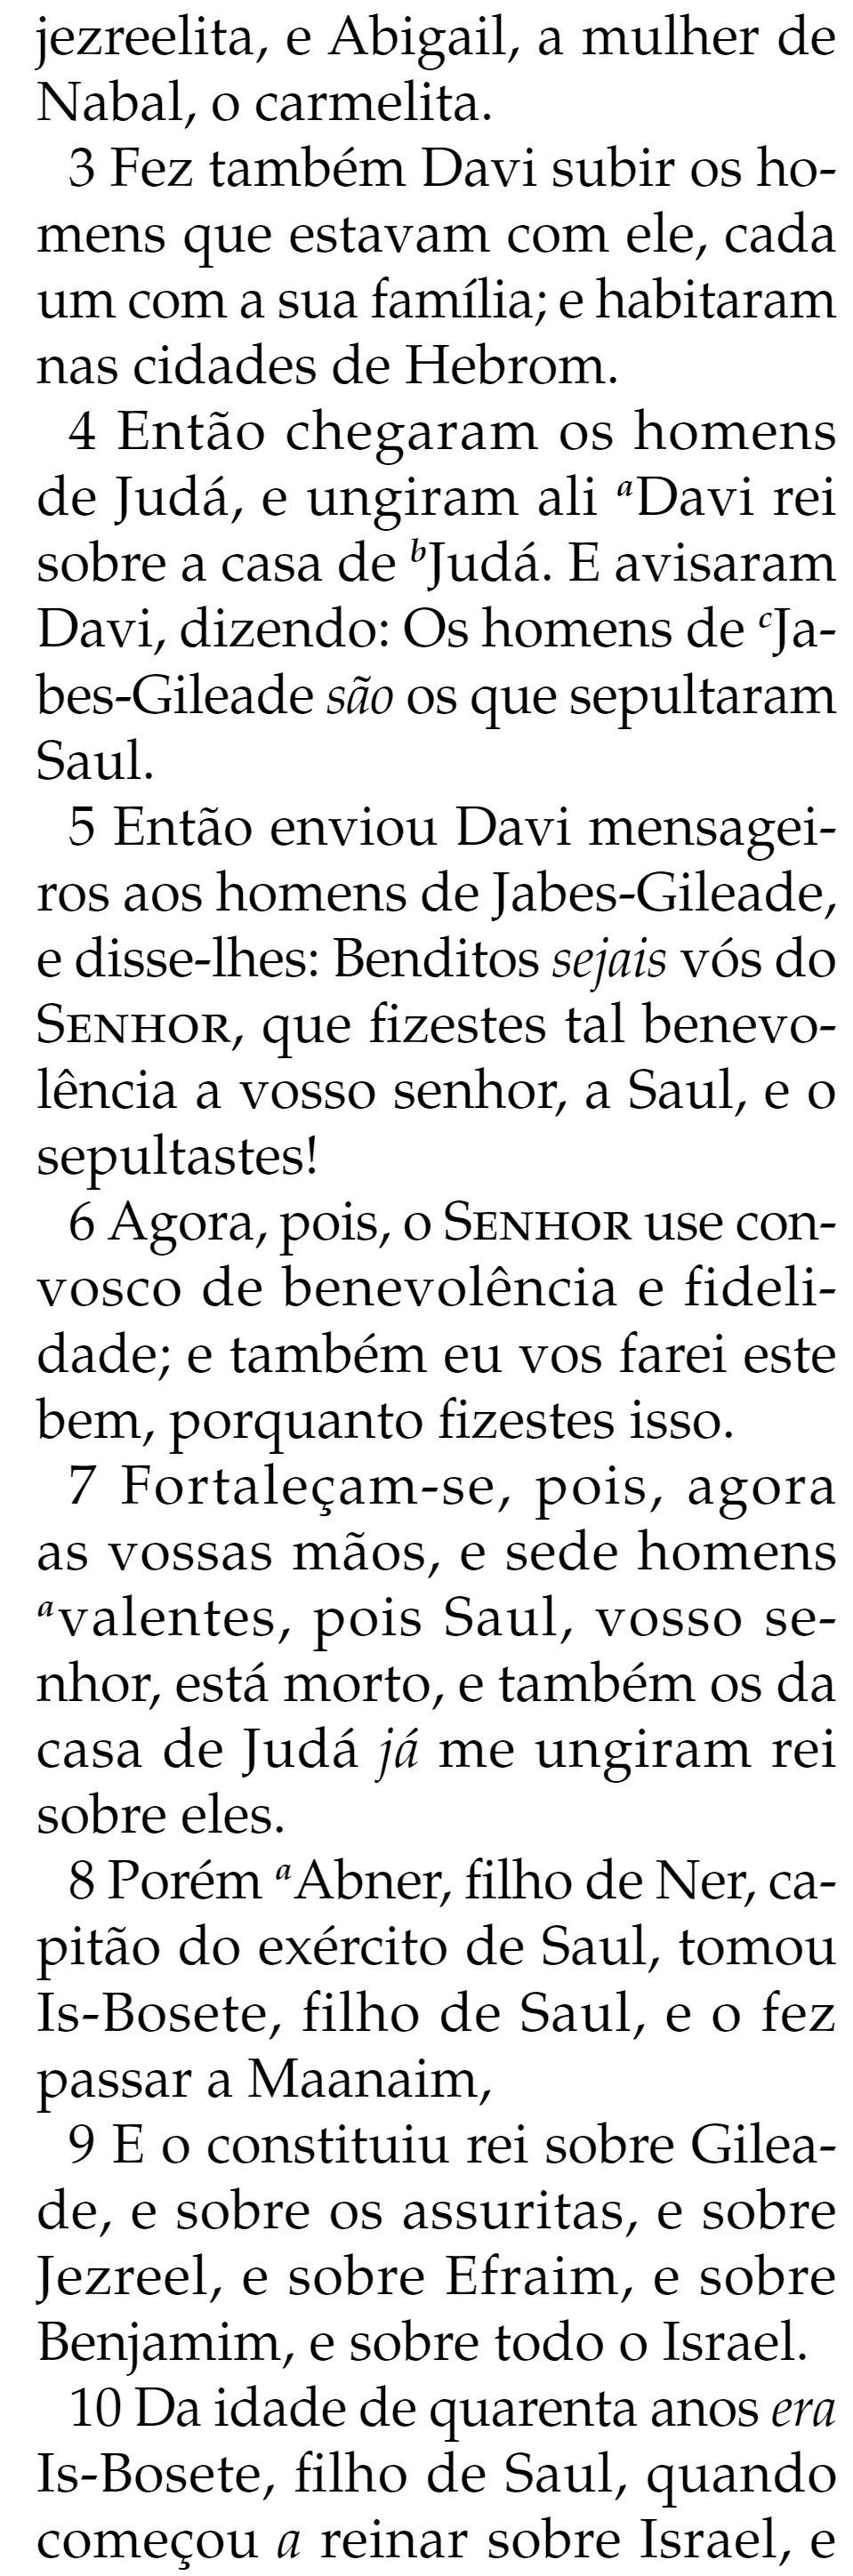 jezreelita, e Abigail, a mulher de
Nabal, o carmelita.
3 Fez também Davi subir os ho-
mens que estavam com ele, cada
um com a sua família; e habitaram
nas cidades de Hebrom.
4 Então chegaram os homens
de Judá, e ungiram ali aDavi rei
sobre a casa de bJudá. E avisaram
Davi, dizendo: Os homens de cJa-
bes-Gileade são os que sepultaram
Saul.
5 Então enviou Davi mensagei-
ros aos homens de Jabes-Gileade,
e disse-lhes: Benditos sejais vós do
SENHOR, que fizestes tal benevo-
lência a vosso senhor, a Saul, e o
sepultastes!
6 Agora, pois, o SENHOR use con-
vosco de benevolência e fideli-
dade; e também eu vos farei este
bem, porquanto fizestes isso.
7 Fortaleçam-se, pois, agora
as vossas mãos, e sede homens
avalentes, pois Saul, vosso se-
nhor, está morto, e também os da
casa de Judá já me ungiram rei
sobre eles.
8 Porém aAbner, filho de Ner, ca-
pitão do exército de Saul, tomou
Is-Bosete, filho de Saul, e o fez
passar a Maanaim,
9 E o constituiu rei sobre Gilea-
de, e sobre os assuritas, e sobre
Jezreel, e sobre Efraim, e sobre
Benjamim, e sobre todo o Israel.
10 Da idade de quarenta anos era
Is-Bosete, filho de Saul, quando
começou a reinar sobre Israel, e